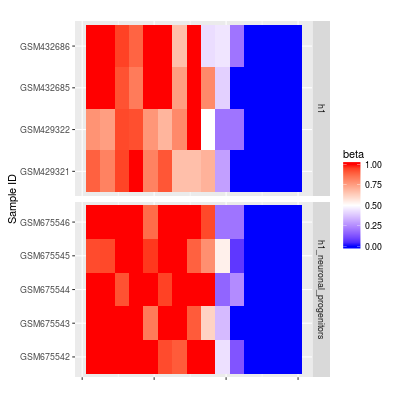 Sample ID
GSM432686
GSM432685
GSM429322
GSM429321
h1
GSM675546
GSM675545
GSM675544
GSM675543
GSM675542
h1_neuronal_progenitors
beta
1.00
0.75
0.50
0.25
0.00